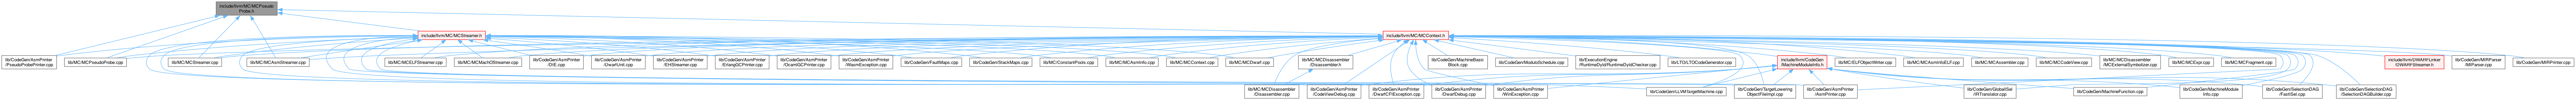 include/llvm/MC/MCPseudo
Probe.h
include/llvm/MC/MCStreamer.h
include/llvm/MC/MCContext.h
lib/CodeGen/AsmPrinter
/PseudoProbePrinter.cpp
lib/MC/MCPseudoProbe.cpp
lib/MC/MCStreamer.cpp
lib/MC/MCAsmStreamer.cpp
lib/MC/MCELFStreamer.cpp
lib/MC/MCMachOStreamer.cpp
lib/CodeGen/AsmPrinter
/DIE.cpp
lib/CodeGen/AsmPrinter
/DwarfUnit.cpp
lib/CodeGen/AsmPrinter
/EHStreamer.cpp
lib/CodeGen/AsmPrinter
/ErlangGCPrinter.cpp
lib/CodeGen/AsmPrinter
/OcamlGCPrinter.cpp
lib/CodeGen/AsmPrinter
/WasmException.cpp
lib/CodeGen/FaultMaps.cpp
lib/CodeGen/StackMaps.cpp
lib/MC/ConstantPools.cpp
lib/MC/MCAsmInfo.cpp
lib/MC/MCContext.cpp
lib/MC/MCDwarf.cpp
lib/MC/MCDisassembler
/Disassembler.h
lib/CodeGen/MachineBasic
Block.cpp
lib/CodeGen/ModuloSchedule.cpp
lib/ExecutionEngine
/RuntimeDyld/RuntimeDyldChecker.cpp
lib/LTO/LTOCodeGenerator.cpp
include/llvm/CodeGen
/MachineModuleInfo.h
lib/MC/ELFObjectWriter.cpp
lib/MC/MCAsmInfoELF.cpp
lib/MC/MCAssembler.cpp
lib/MC/MCCodeView.cpp
lib/MC/MCDisassembler
/MCExternalSymbolizer.cpp
lib/MC/MCExpr.cpp
lib/MC/MCFragment.cpp
include/llvm/DWARFLinker
/DWARFStreamer.h
lib/CodeGen/MIRParser
/MIParser.cpp
lib/CodeGen/MIRPrinter.cpp
lib/MC/MCDisassembler
/Disassembler.cpp
lib/CodeGen/AsmPrinter
/CodeViewDebug.cpp
lib/CodeGen/AsmPrinter
/DwarfCFIException.cpp
lib/CodeGen/AsmPrinter
/DwarfDebug.cpp
lib/CodeGen/AsmPrinter
/WinException.cpp
lib/CodeGen/LLVMTargetMachine.cpp
lib/CodeGen/TargetLowering
ObjectFileImpl.cpp
lib/CodeGen/AsmPrinter
/AsmPrinter.cpp
lib/CodeGen/GlobalISel
/IRTranslator.cpp
lib/CodeGen/MachineFunction.cpp
lib/CodeGen/MachineModule
Info.cpp
lib/CodeGen/SelectionDAG
/FastISel.cpp
lib/CodeGen/SelectionDAG
/SelectionDAGBuilder.cpp